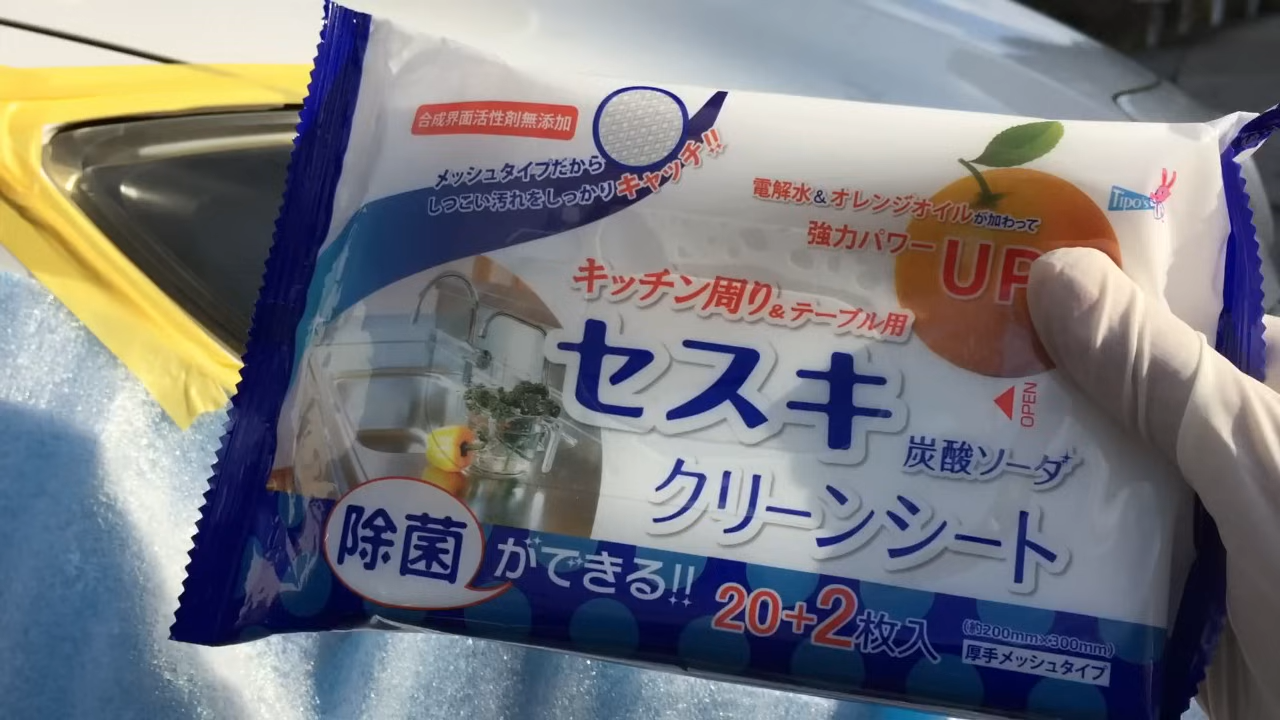 合成界面活性剤無添加
メッシュタイプだから
しつこい汚れをしっかりキャッチ!!
電解水&オレンジオイルが加わって
強力パワーUP
Tipo's
キッチン周り&テーブル用
セスキ
炭酸ソーダ
クリーンシート
OPEN
除菌ができる!!
20+2枚入
(約200mm×300mm)
厚手メッシュタイプ